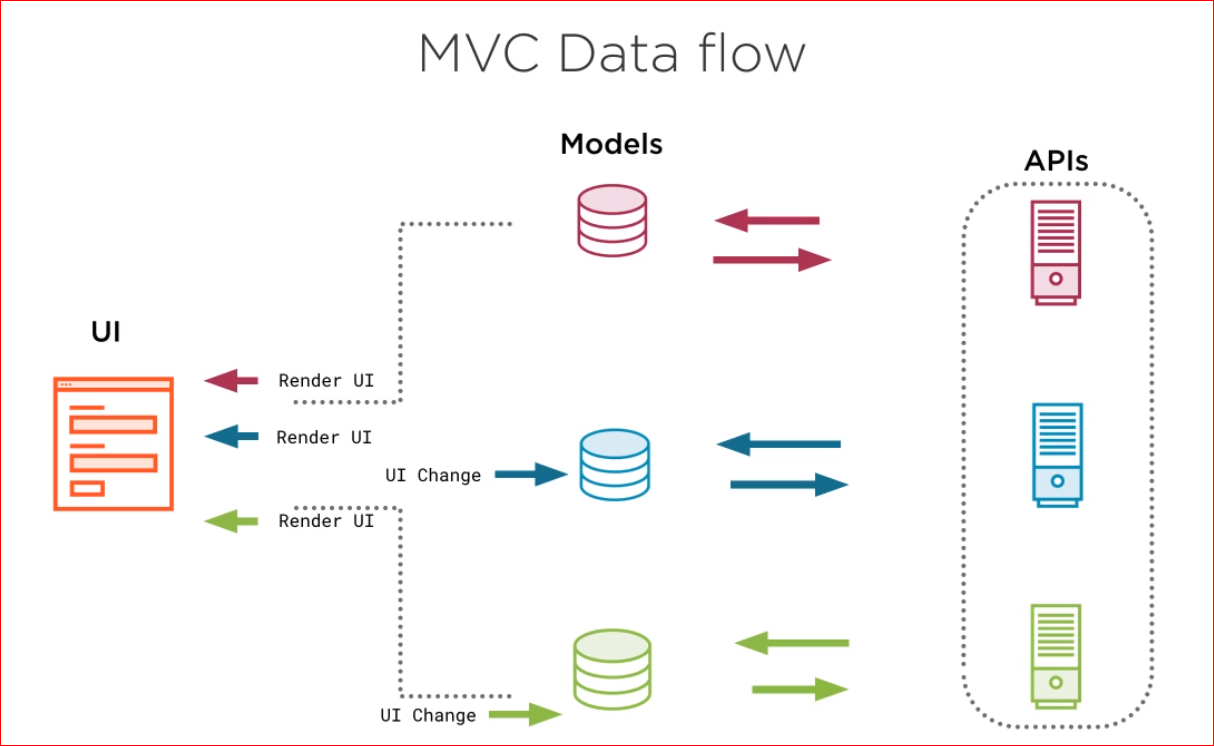 MVC Data flow
Models
APIs
UI
Render UI
Render UI
UI Change
Render UI
UI Change